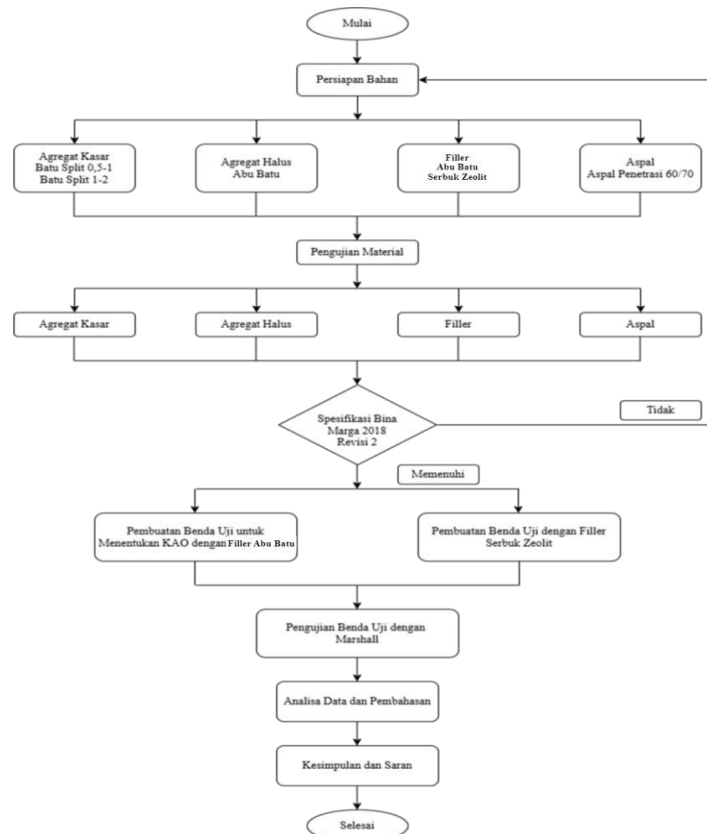 Mulai
Persiapan Bahan
Agregat Kasar
Batu Split 0,5-1
Batu Split 1-2
Agregat Halus
Abu Batu
Filler
Abu Batu
Serbuk Zeolit
Aspal
Aspal Penetrasi 60/70
Pengujian Material
Agregat Kasar
Agregat Halus
Filler
Aspal
Spesifikasi Bina
Marga 2018
Revisi 2
Tidak
Memenuhi
Pembuatan Benda Uji untuk
Menentukan KAO dengan Filler Abu Batu
Pembuatan Benda Uji dengan Filler
Serbuk Zeolit
Pengujian Benda Uji dengan
Marshall
Analisa Data dan Pembahasan
Kesimpulan dan Saran
Selesai